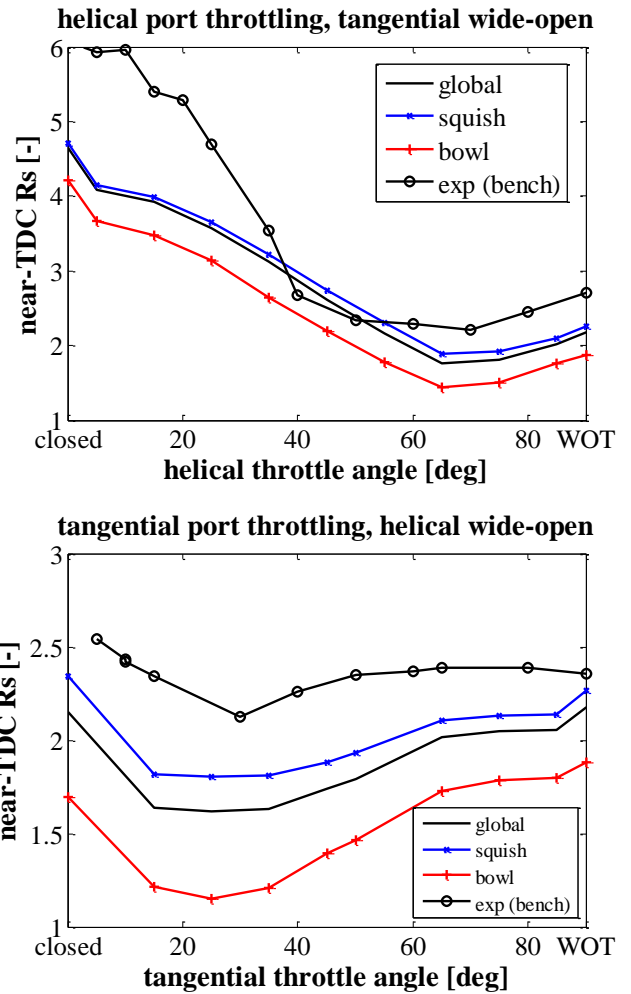 helical port throttling, tangential wide-open
6
5
4
3
2
1
near-TDC Rs [-]
global
squish
bowl
exp (bench)
closed 20 40 60 80 WOT
helical throttle angle [deg]
tangential port throttling, helical wide-open
3
2.5
2
1.5
1
near-TDC Rs [-]
global
squish
bowl
exp (bench)
closed 20 40 60 80 WOT
tangential throttle angle [deg]